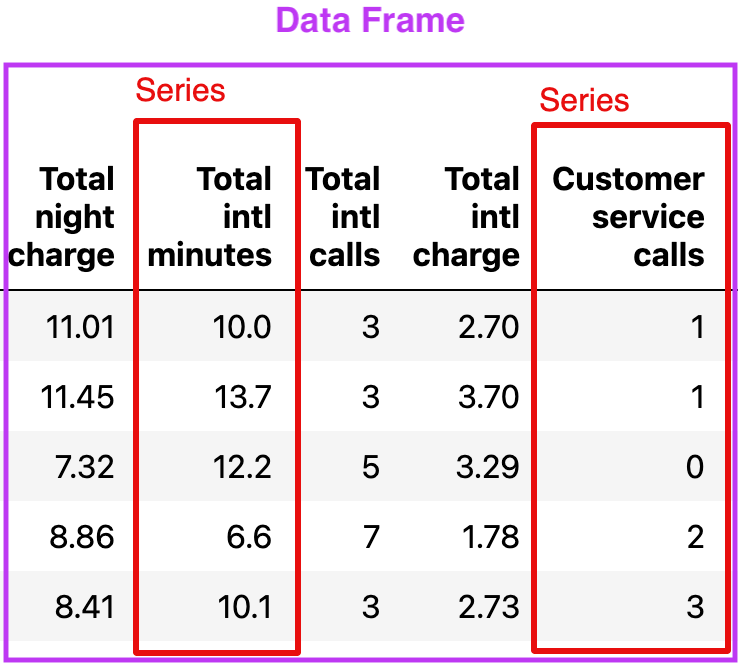 Data Frame
Series
Series
Total Total Total Total Customer
night intl intl intl service
charge minutes calls charge calls
11.01 10.0 3 2.70 1
11.45 13.7 3 3.70 1
7.32 12.2 5 3.29 0
8.86 6.6 7 1.78 2
8.41 10.1 3 2.73 3